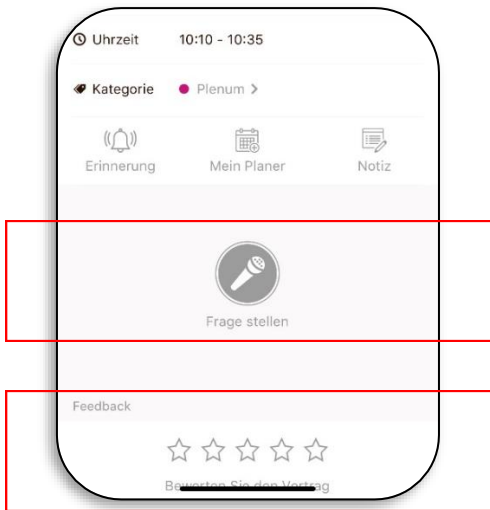 Uhrzeit 10:10 - 10:35
Kategorie Plenum >
Erinnerung Mein Planer Notiz
Frage stellen
Feedback
Bewerten Sie den Vortrag